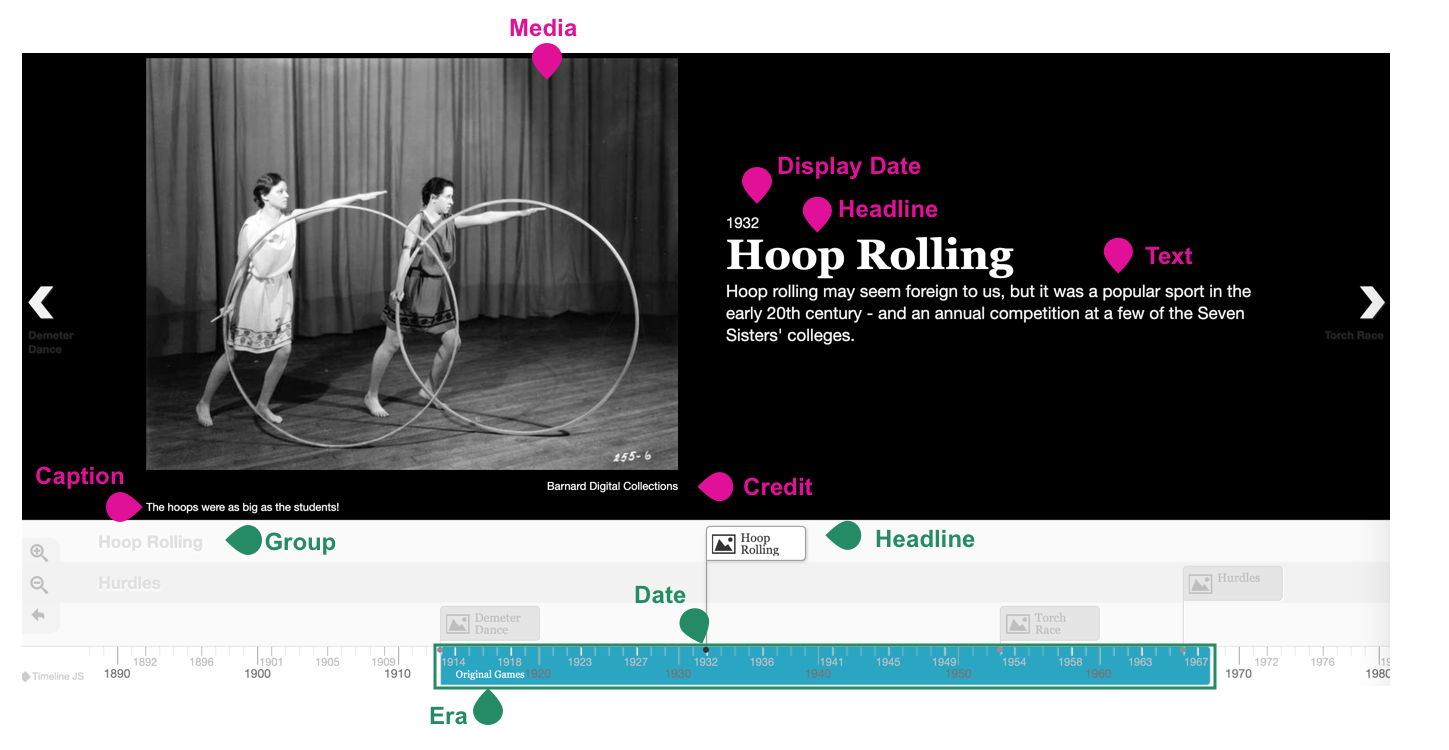 Media
Display Date
1932
Headline
Hoop Rolling
Text
Hoop rolling may seem foreign to us, but it was a popular sport in the
early 20th century - and an annual competition at a few of the Seven
Sisters' colleges.
Demeter
Dance
Torch Race
255-6
Caption
Barnard Digital Collections
Credit
The hoops were as big as the students!
Hoop Rolling
Group
Hoop
Rolling
Headline
Hurdles
Hurdles
Date
Demeter
Dance
Torch
Race
1892 1896 1901 1905 1909 1914 1918 1923 1927 1932 1936 1941 1945 1949 1954 1958 1963 1967 1972 1976
Timeline JS 1890 1900 1910 Original Games 1920 1930 1940 1950 1960 1970 1980
Era